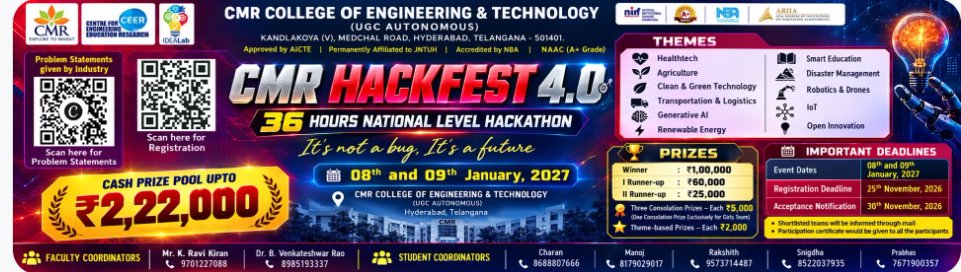 CMR
EXPLORE TO INVENT
CENTRE FOR
ENGINEERING
EDUCATION RESEARCH
CEER
IDEALab
CMR COLLEGE OF ENGINEERING & TECHNOLOGY
(UGC AUTONOMOUS)
KANDLAKOYA (V), MEDCHAL ROAD, HYDERABAD, TELANGANA - 501401.
Approved by AICTE | Permanently Affiliated to JNTUH | Accredited by NBA | NAAC (A+ Grade)
nirf
NBA
ARIIA
Problem Statements
given by Industry
Scan here for
Problem Statements
Scan here for
Registration
CMR HACKFEST 4.0
36 HOURS NATIONAL LEVEL HACKATHON
It's not a bug, It's a future
08th and 09th January, 2027
CMR COLLEGE OF ENGINEERING & TECHNOLOGY
(UGC AUTONOMOUS)
Hyderabad, Telangana
CASH PRIZE POOL UPTO
₹2,22,000
THEMES
Healthtech
Agriculture
Clean & Green Technology
Transportation & Logistics
Generative AI
Renewable Energy
Smart Education
Disaster Management
Robotics & Drones
IoT
Open Innovation
PRIZES
Winner : ₹1,00,000
I Runner-up : ₹60,000
II Runner-up : ₹25,000
Three Consolation Prizes – Each ₹5,000
(One Consolation Prize Exclusively for Girls Team)
Theme-based Prizes – Each ₹2,000
IMPORTANT DEADLINES
Event Dates 08th and 09th January, 2027
Registration Deadline 25th November, 2026
Acceptance Notification 30th November, 2026
Shortlisted teams will be informed through mail
Participation certificate would be given to all the participants
FACULTY COORDINATORS
Mr. K. Ravi Kiran
9701227088
Dr. B. Venkateshwar Rao
8985193337
STUDENT COORDINATORS
Charan
8688807666
Manoj
8179029017
Rakshith
9573714487
Snigdha
8522037935
Prabhas
7671900357